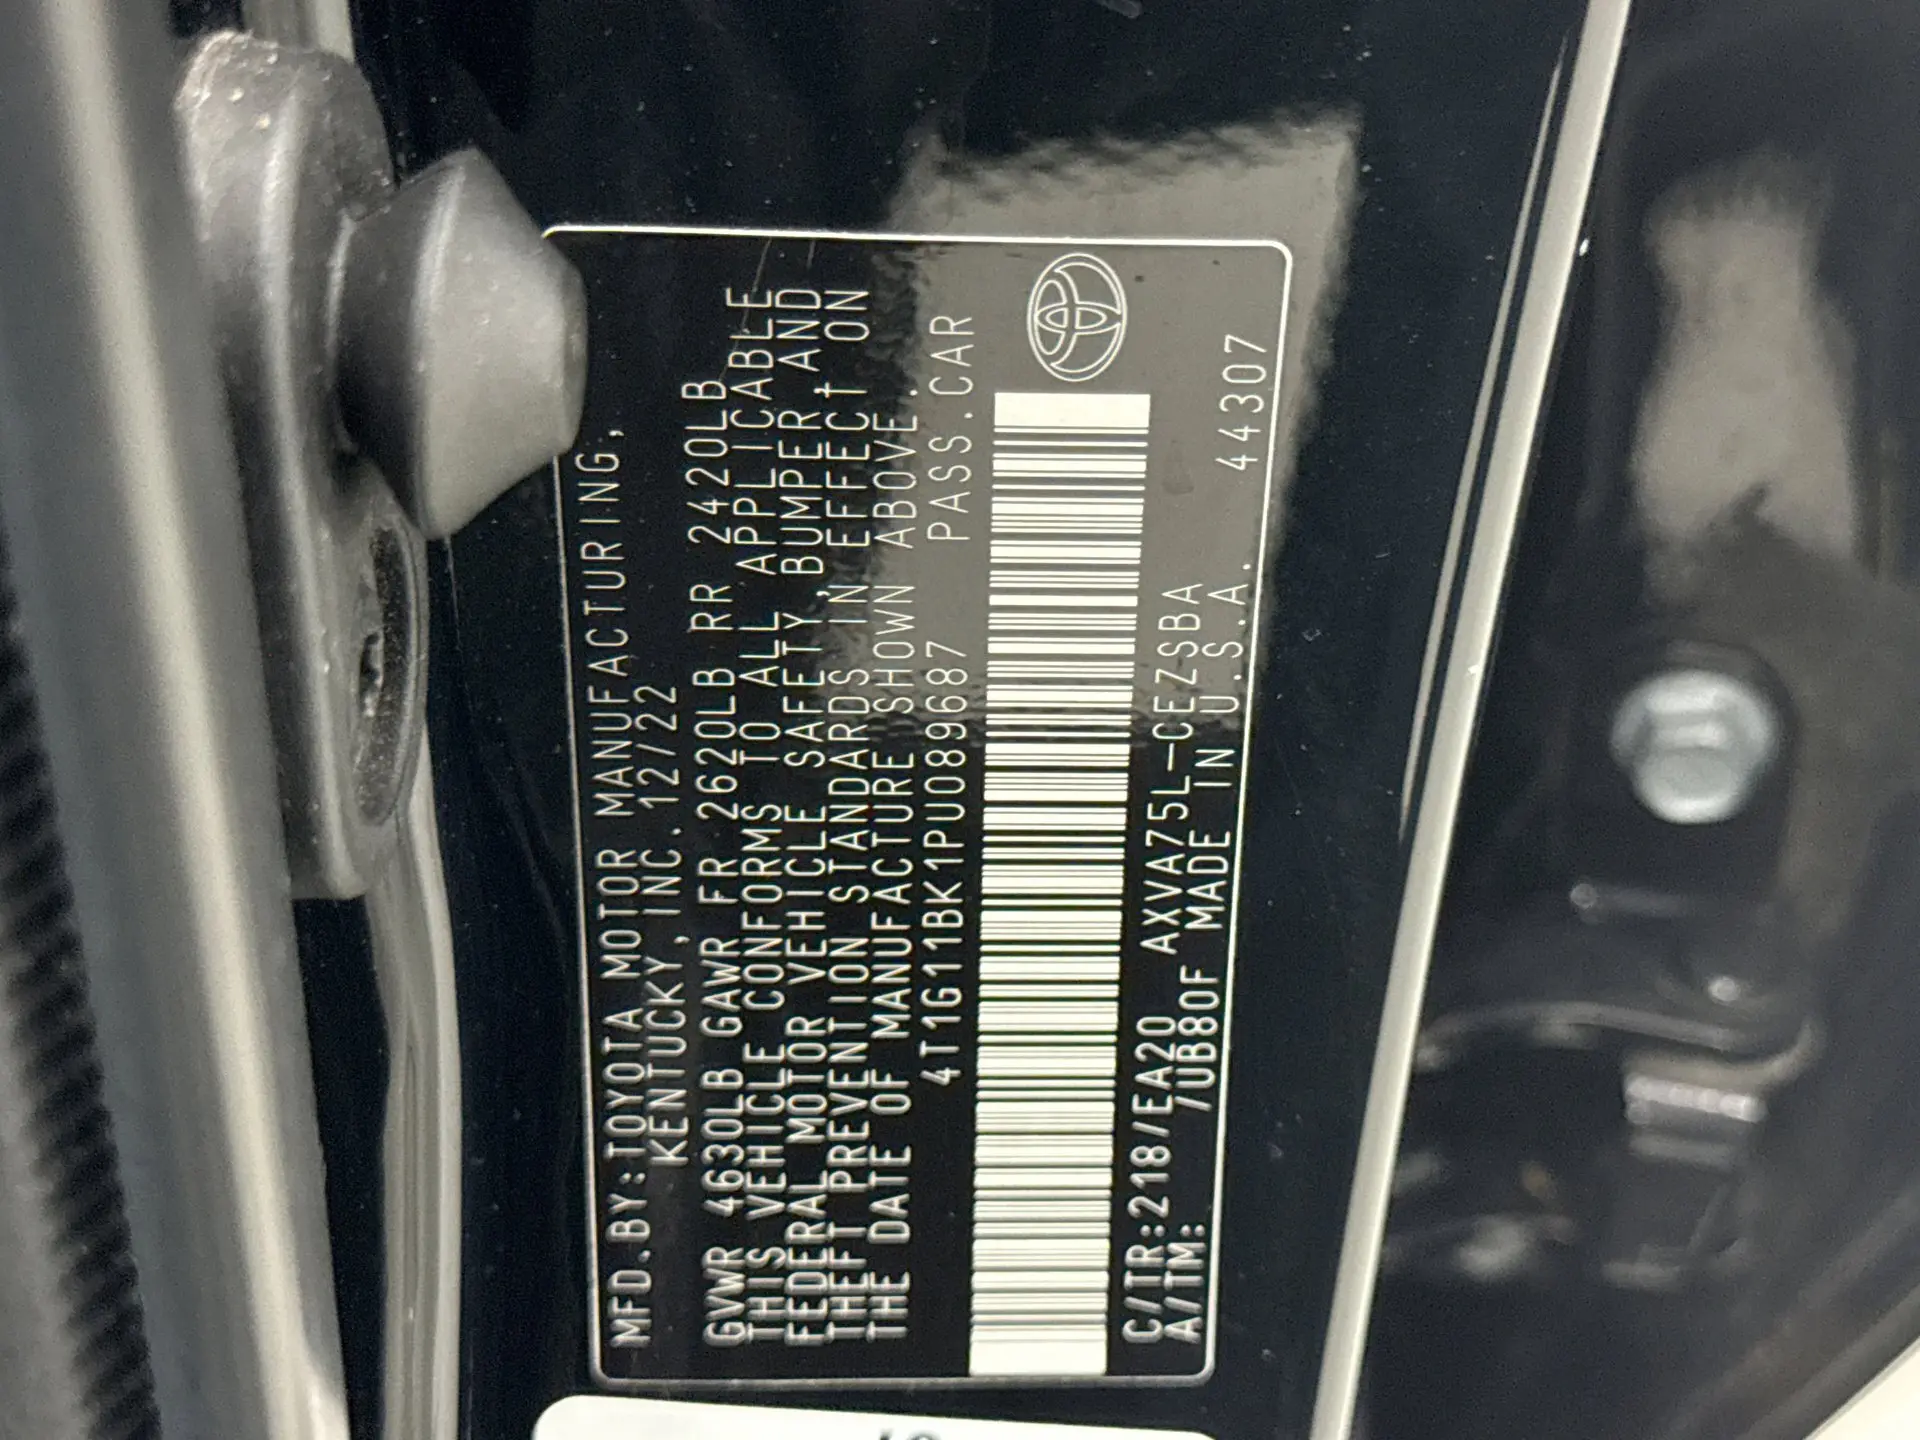 MFD.BY:TOYOTA MOTOR MANUFACTURING,
KENTUCKY, INC. 12/22
GVWR 4630LB GAWR FR 2620LB RR 2420LB
THIS VEHICLE CONFORMS TO ALL APPLICABLE
FEDERAL MOTOR VEHICLE SAFETY, BUMPER, AND
THEFT PREVENTION STANDARDS IN EFFECT ON
THE DATE OF MANUFACTURE SHOWN ABOVE.
4T1G11BK1PU089687 PASS.CAR
C/TR:218/EA20 AXVA75L-CEZSBA
A/TM: /UB80F MADE IN U.S.A. 44307